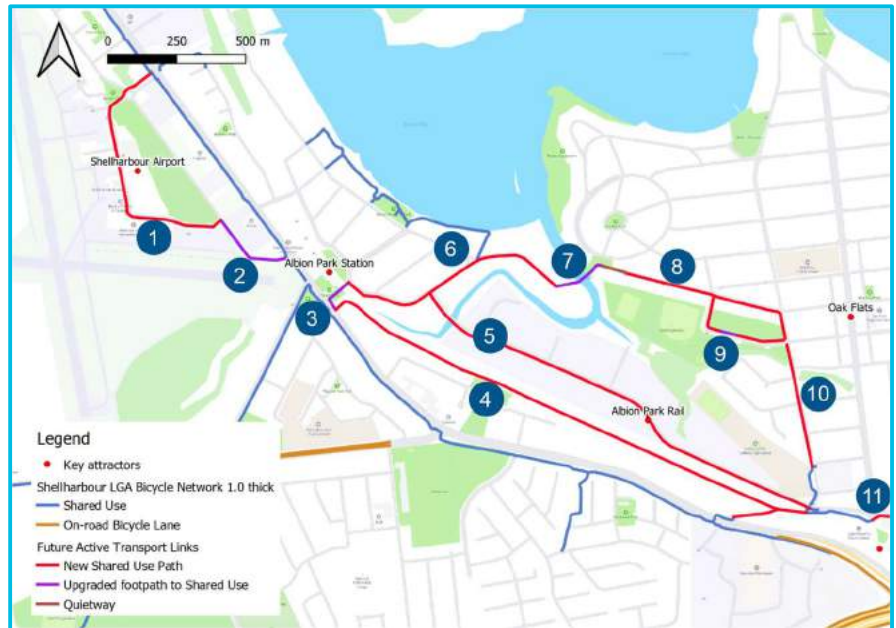 0 250 500 m
Shellharbour Airport
1
2
Albion Park Station
3
6
7
8
Oak Flats
5
9
4
10
Albion Park Rail
11
Legend
Key attractors
Shellharbour LGA Bicycle Network 1.0 thick
Shared Use
On-road Bicycle Lane
Future Active Transport Links
New Shared Use Path
Upgraded footpath to Shared Use
Quietway